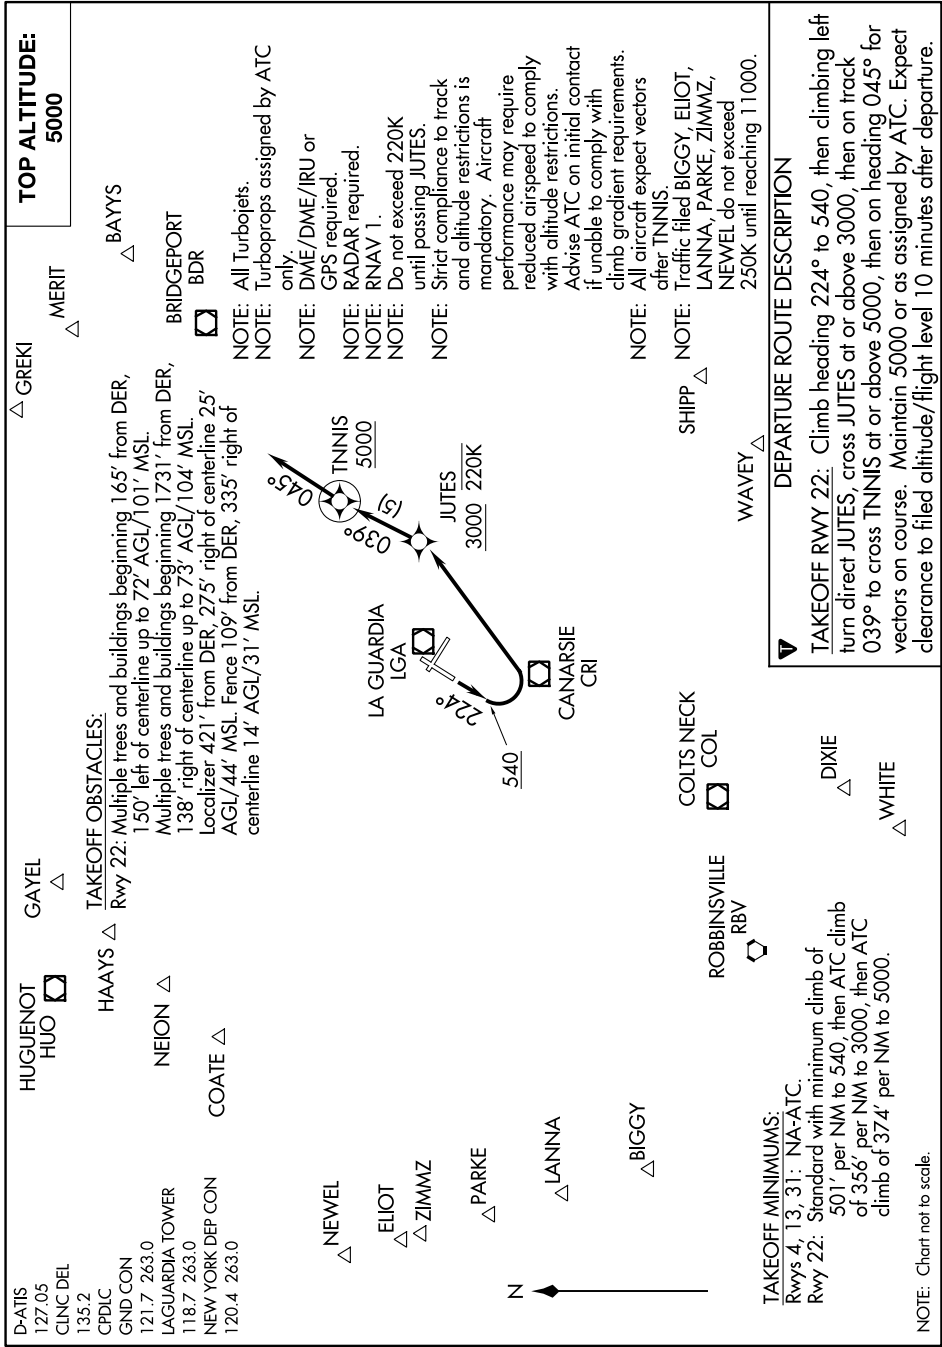 TOP ALTITUDE:
5000
D-ATIS
127.05
CLNC DEL
135.2
CPDLC
GND CON
121.7 263.0
LAGUARDIA TOWER
118.7 263.0
NEW YORK DEP CON
120.4 263.0
HUGUENOT
HUO
GAYEL
HAAYS
NEION
COATE
GREKI
MERIT
BAYYS
BRIDGEPORT
BDR
TAKEOFF OBSTACLES:
Rwy 22: Multiple trees and buildings beginning 165' from DER,
150' left of centerline up to 72' AGL/101' MSL.
Multiple trees and buildings beginning 1731' from DER,
138' right of centerline up to 73' AGL/104' MSL.
Localizer 421' from DER, 275' right of centerline 25'
AGL/44' MSL. Fence 109' from DER, 335' right of
centerline 14' AGL/31' MSL.
NOTE: All Turbojets.
NOTE: Turboprops assigned by ATC
only.
NOTE: DME/DME/IRU or
GPS required.
NOTE: RADAR required.
NOTE: RNAV 1.
NOTE: Do not exceed 220K
until passing JUTES.
NOTE: Strict compliance to track
and altitude restrictions is
mandatory. Aircraft
performance may require
reduced airspeed to comply
with altitude restrictions.
Advise ATC on initial contact
if unable to comply with
climb gradient requirements.
NOTE: All aircraft expect vectors
after TNNIS.
NOTE: Traffic filed BIGGY, ELIOT,
LANNA, PARKE, ZIMMZ,
NEWEL do not exceed
250K until reaching 11000.
045°
TNNIS
5000
(5)
039°
JUTES
3000 220K
LA GUARDIA
LGA
224°
540
CANARSIE
CRI
NEWEL
ELIOT
ZIMMZ
PARKE
LANNA
BIGGY
N
COLTS NECK
COL
ROBBINSVILLE
RBV
DIXIE
WHITE
SHIPP
WAVEY
TAKEOFF MINIMUMS:
Rwys 4, 13, 31: NA-ATC.
Rwy 22: Standard with minimum climb of
501' per NM to 540, then ATC climb
of 356' per NM to 3000, then ATC
climb of 374' per NM to 5000.
NOTE: Chart not to scale.
T
DEPARTURE ROUTE DESCRIPTION
TAKEOFF RWY 22: Climb heading 224° to 540, then climbing left
turn direct JUTES, cross JUTES at or above 3000, then on track
039° to cross TNNIS at or above 5000, then on heading 045° for
vectors on course. Maintain 5000 or as assigned by ATC. Expect
clearance to filed altitude/flight level 10 minutes after departure.